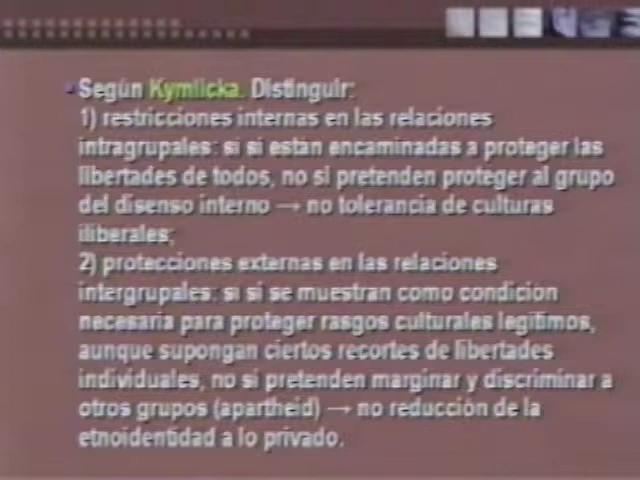 Según Kymlicka. Distinguir:
1) restricciones internas en las relaciones
intragrupales: si si están encaminadas a proteger las
libertades de todos, no si pretenden proteger al grupo
del disenso interno → no tolerancia de culturas
iliberales;
2) protecciones externas en las relaciones
intergrupales: si si se muestran como condición
necesaria para proteger rasgos culturales legítimos,
aunque supongan ciertos recortes de libertades
individuales, no si pretenden marginar y discriminar a
otros grupos (apartheid) → no reducción de la
etnoidentidad a lo privado.